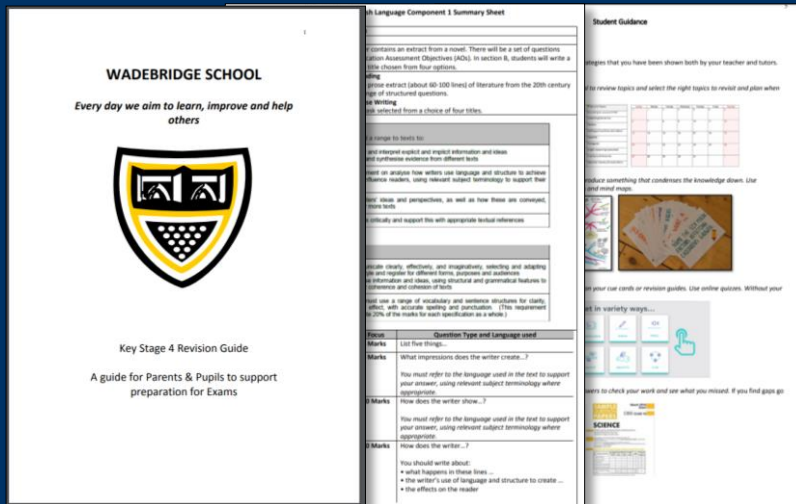 1
WADEBRIDGE SCHOOL
Every day we aim to learn, improve and help
others
Key Stage 4 Revision Guide
A guide for Parents & Pupils to support
preparation for Exams
sh Language Component 1 Summary Sheet
r contains an extract from a novel. There will be a set of questions
cation Assessment Objectives (AOs). In section B, students will write a
title chosen from four options.
ding
prose extract (about 60-100 lines) of literature from the 20th century
nge of structured questions.
se Writing
ask selected from a choice of four titles.
d a range to texts to:
and interpret explicit and implicit information and ideas
and synthesise evidence from different texts
ment on analyse how writers use language and structure to achieve
nfluence readers, using relevant subject terminology to support their
ers' ideas and perspectives, as well as how these are conveyed,
more texts
critically and support this with appropriate textual references
nicate clearly, effectively, and imaginatively, selecting and adapting
yle and register for different forms, purposes and audiences
se information and ideas, using structural and grammatical features to
coherence and cohesion of texts
must use a range of vocabulary and sentence structures for clarity,
effect, with accurate spelling and punctuation. (This requirement
te 20% of the marks for each specification as a whole.)
Focus Question Type and Language used
Marks List five things...
Marks What impressions does the writer create...?
You must refer to the language used in the text to support
your answer, using relevant subject terminology where
appropriate.
0 Marks How does the writer show...?
You must refer to the language used in the text to support
your answer, using relevant subject terminology where
appropriate.
0 Marks How does the writer...?
You should write about:
• what happens in these lines ...
• the writer's use of language and structure to create ...
• the effects on the reader
Student Guidance
ategies that you have been shown both by your teacher and tutors.
l to review topics and select the right topics to revisit and plan when
roduce something that condenses the knowledge down. Use
and mind maps.
on your cue cards or revision guides. Use online quizzes. Without your
st in variety ways...
wers to check your work and see what you missed. If you find gaps go
SAMPLE
PAPERS
SCIENCE